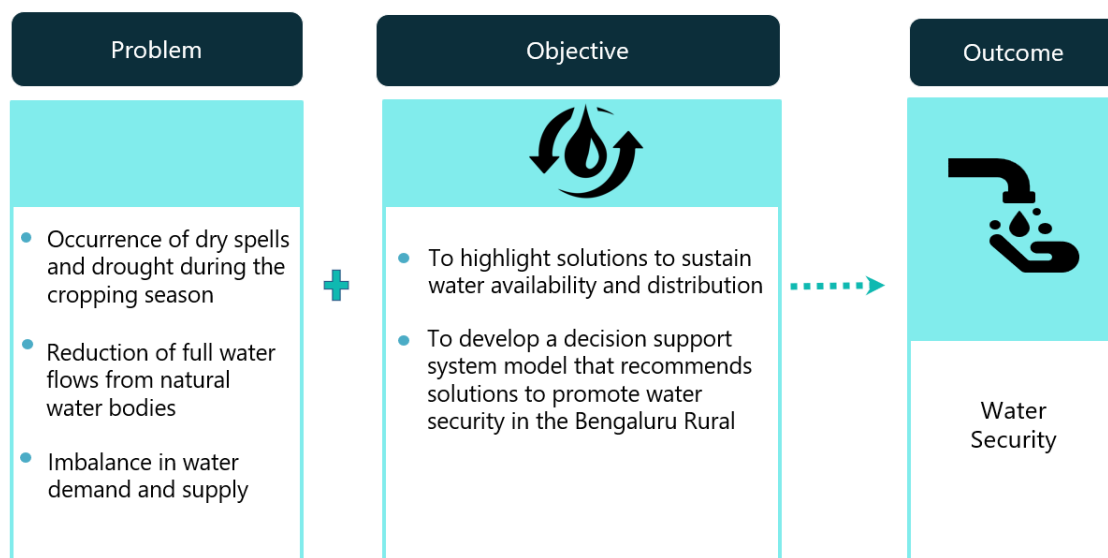 Problem
Occurrence of dry spells
and drought during the
cropping season
Reduction of full water
flows from natural
water bodies
Imbalance in water
demand and supply
Objective
To highlight solutions to sustain
water availability and distribution
To develop a decision support
system model that recommends
solutions to promote water
security in the Bengaluru Rural
Outcome
Water
Security